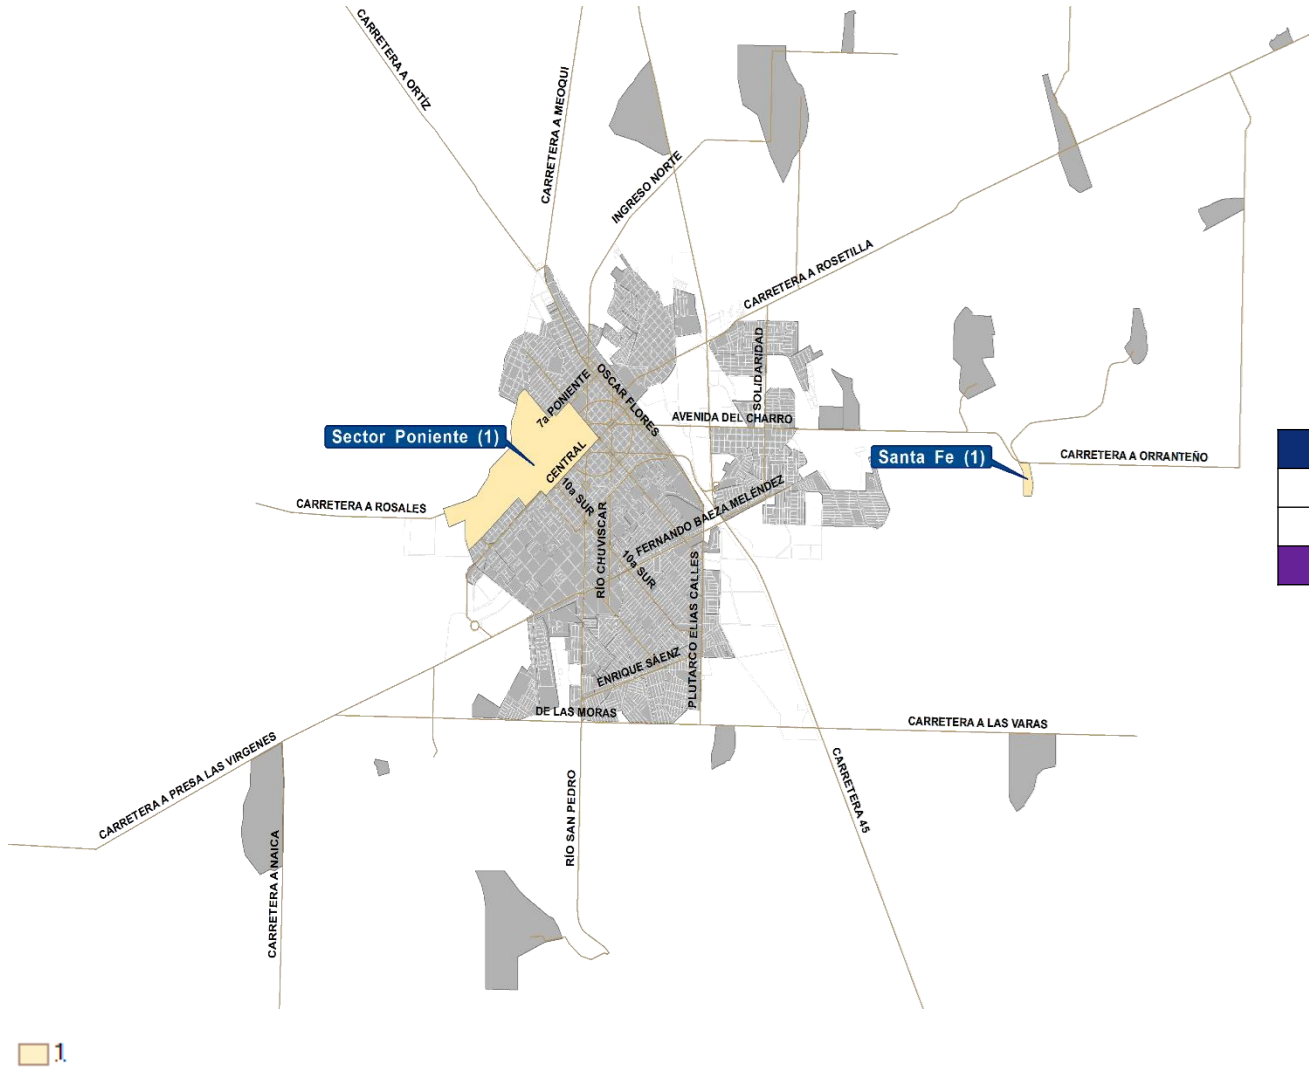 CARRETERA A ORTÍZ
CARRETERA A MEOQUI
INGRESO NORTE
CARRETERA A ROSETILLA
SOLIDARIDAD
OSCAR FLORES
7a PONIENTE
AVENIDA DEL CHARRO
Sector Poniente (1)
CENTRAL
Santa Fe (1)
CARRETERA A ORRANTEÑO
10a SUR
CARRETERA A ROSALES
FERNANDO BAEZA MELÉNDEZ
RÍO CHUVISCAR
10a SUR
PLUTARCO ELIAS CALLES
ENRIQUE SÁENZ
DE LAS MORAS
CARRETERA A LAS VARAS
CARRETERA A PRESA LAS VIRGENES
CARRETERA 45
RÍO SAN PEDRO
CARRETERA A NAICA
1